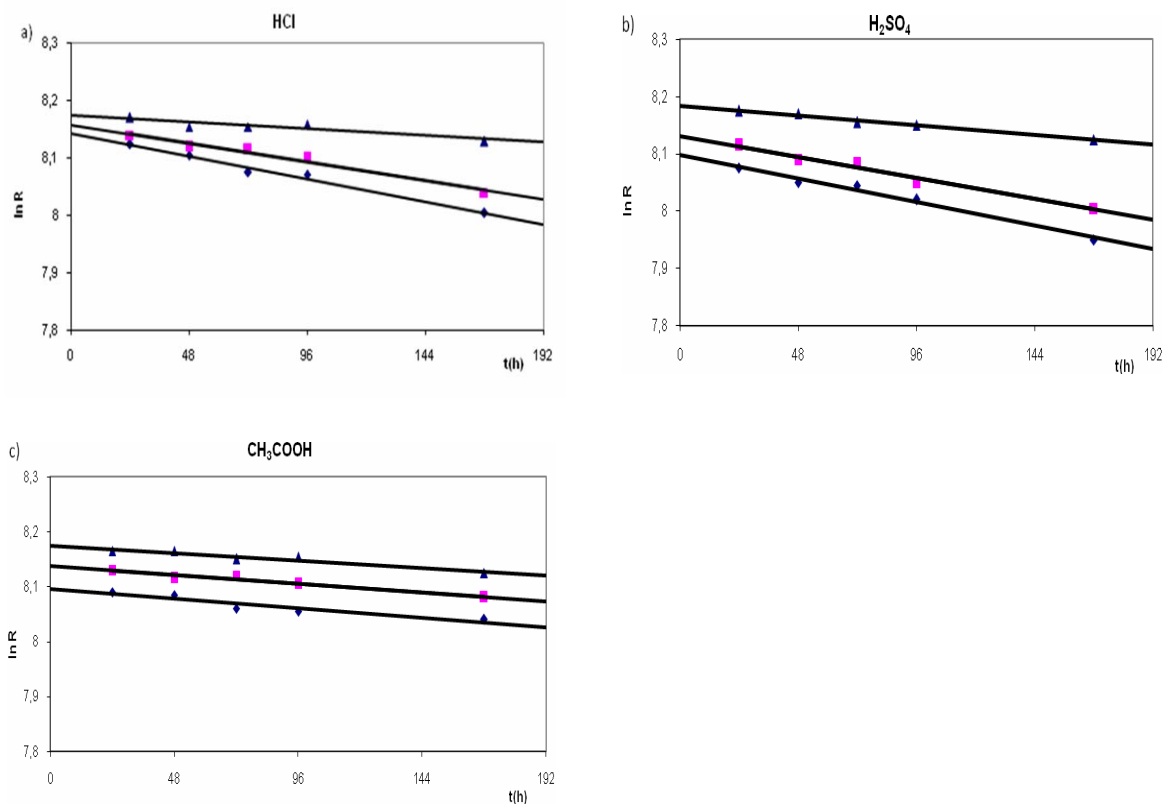 a)
HCl
8,3
8,2
8,1
8
7,9
7,8
ln R
0
48
96
144
192
t(h)
b)
H₂SO₄
8,3
8,2
8,1
8
7,9
7,8
ln R
0
48
96
144
192
t(h)
c)
CH₃COOH
8,3
8,2
8,1
8
7,9
7,8
ln R
0
48
96
144
192
t(h)